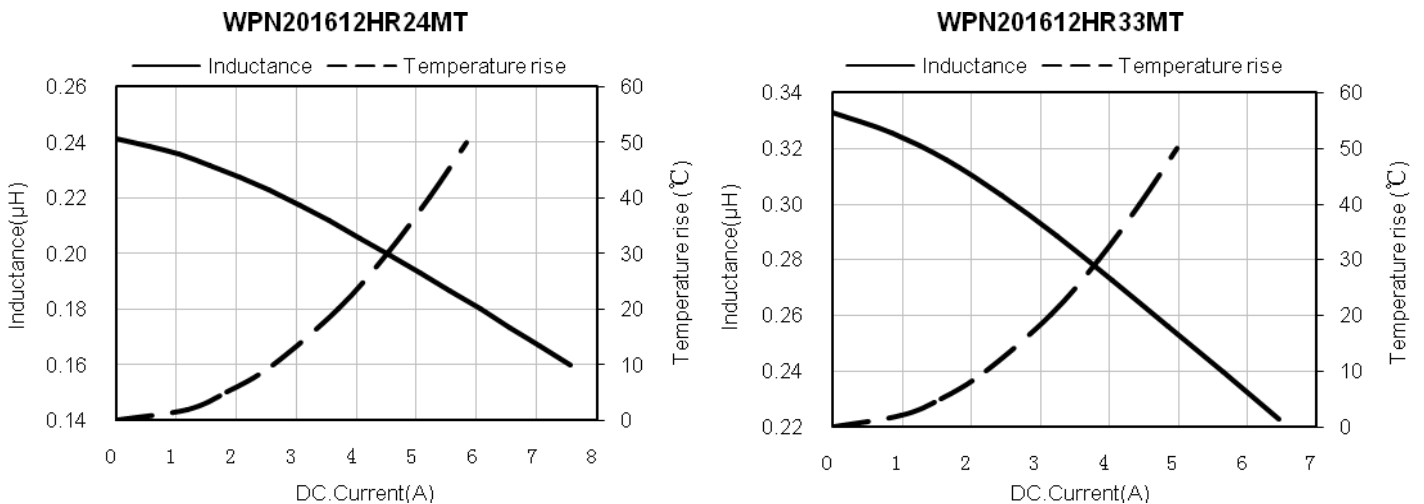 WPN201612HR24MT
Inductance Temperature rise
0.26
0.24
0.22
0.20
0.18
0.16
0.14
Inductance(μH)
60
50
40
30
20
10
0
Temperature rise (℃)
0 1 2 3 4 5 6 7 8
DC.Current(A)
WPN201612HR33MT
Inductance Temperature rise
0.34
0.32
0.30
0.28
0.26
0.24
0.22
Inductance(μH)
60
50
40
30
20
10
0
Temperature rise (℃)
0 1 2 3 4 5 6 7
DC.Current(A)